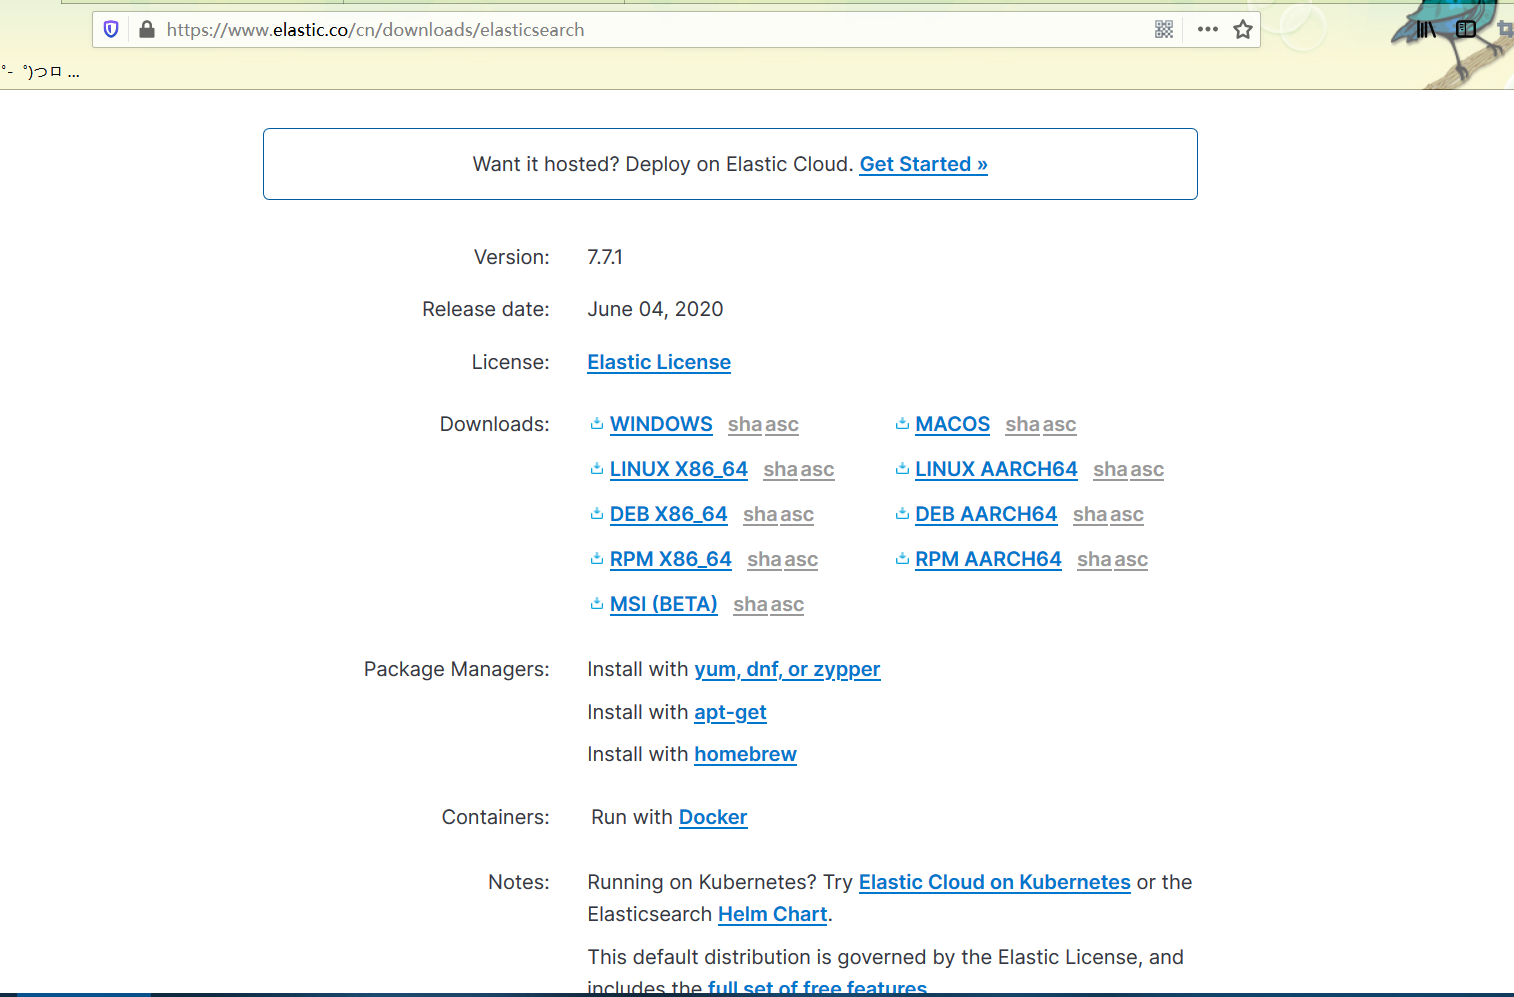 https://www.elastic.co/cn/downloads/elasticsearch
゜-゜)つロ ...
Want it hosted? Deploy on Elastic Cloud. Get Started »
Version: 7.7.1
Release date: June 04, 2020
License: Elastic License
Downloads: WINDOWS sha asc MACOS sha asc
LINUX X86_64 sha asc LINUX AARCH64 sha asc
DEB X86_64 sha asc DEB AARCH64 sha asc
RPM X86_64 sha asc RPM AARCH64 sha asc
MSI (BETA) sha asc
Package Managers: Install with yum, dnf, or zypper
Install with apt-get
Install with homebrew
Containers: Run with Docker
Notes: Running on Kubernetes? Try Elastic Cloud on Kubernetes or the
Elasticsearch Helm Chart.
This default distribution is governed by the Elastic License, and
includes the full set of free features